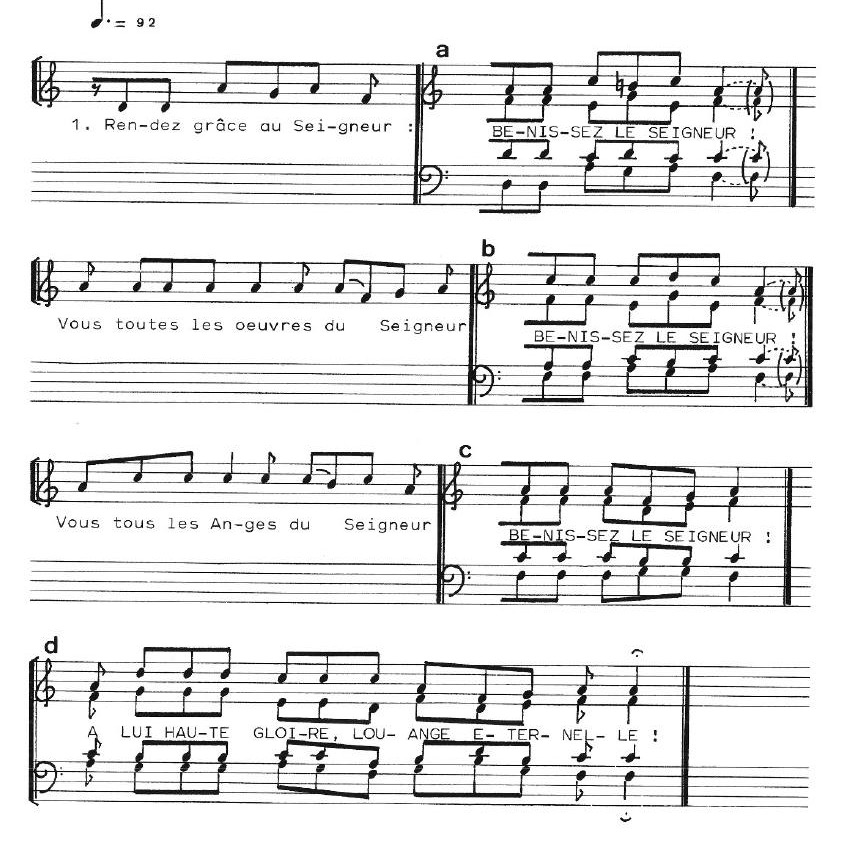 ♩. = 92
a
1. Ren-dez grâce au Sei-gneur : BE-NIS-SEZ LE SEIGNEUR !
b
Vous toutes les oeuvres du Seigneur BE-NIS-SEZ LE SEIGNEUR !
c
Vous tous les An-ges du Seigneur BE-NIS-SEZ LE SEIGNEUR !
d
A LUI HAU-TE GLOI-RE, LOU- ANGE E- TER- NEL- LE !